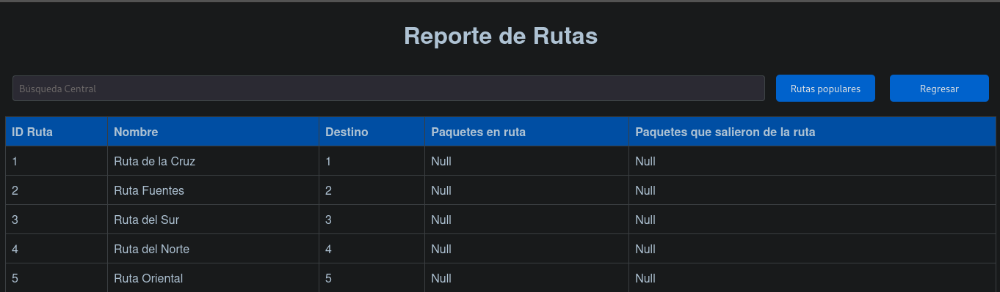 Reporte de Rutas
Búsqueda Central
Rutas populares
Regresar
ID Ruta Nombre Destino Paquetes en ruta Paquetes que salieron de la ruta
1 Ruta de la Cruz 1 Null Null
2 Ruta Fuentes 2 Null Null
3 Ruta del Sur 3 Null Null
4 Ruta del Norte 4 Null Null
5 Ruta Oriental 5 Null Null